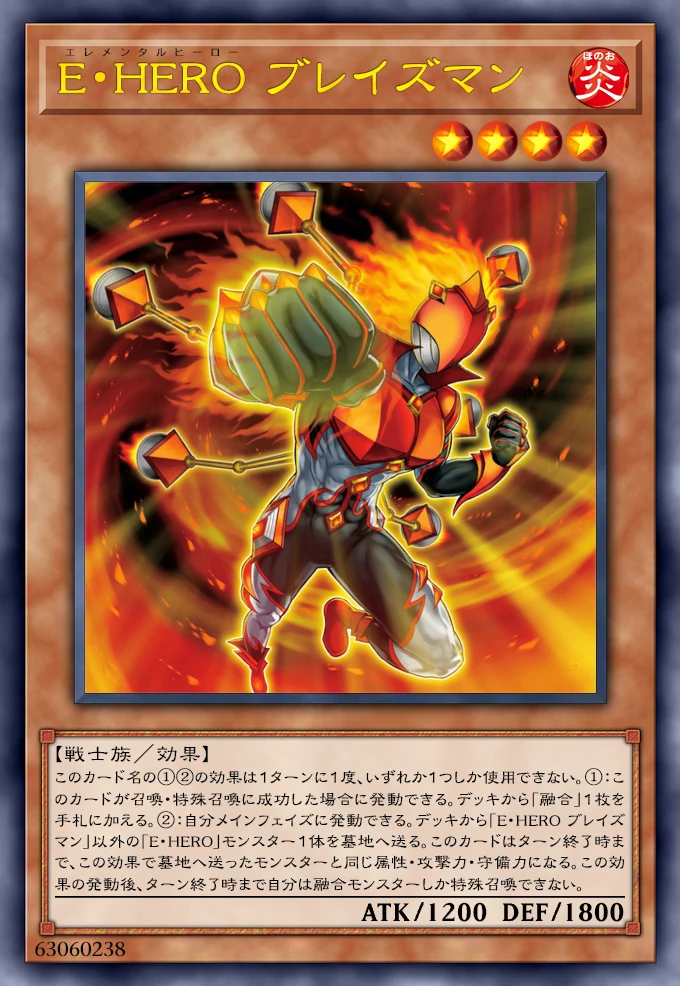 エレメンタルヒーロー
E・HERO ブレイズマン
ほのお
炎
【戦士族／効果】
このカード名の①②の効果は1ターンに1度、いずれか1つしか使用できない。①：こ
のカードが召喚・特殊召喚に成功した場合に発動できる。デッキから「融合」1枚を
手札に加える。②：自分メインフェイズに発動できる。デッキから「E・HERO ブレイズ
マン」以外の「E・HERO」モンスター1体を墓地へ送る。このカードはターン終了時ま
で、この効果で墓地へ送ったモンスターと同じ属性・攻撃力・守備力になる。この効
果の発動後、ターン終了時まで自分は融合モンスターしか特殊召喚できない。
ATK/1200 DEF/1800
63060238